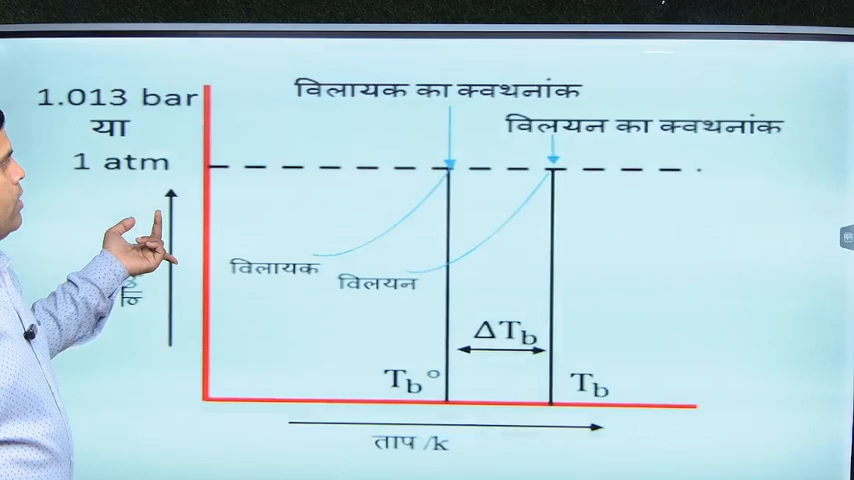 1.013 bar
या
1 atm
विलायक का क्वथनांक
विलयन का क्वथनांक
विलायक
विलयन
ΔTb
Tb°
Tb
ताप /k